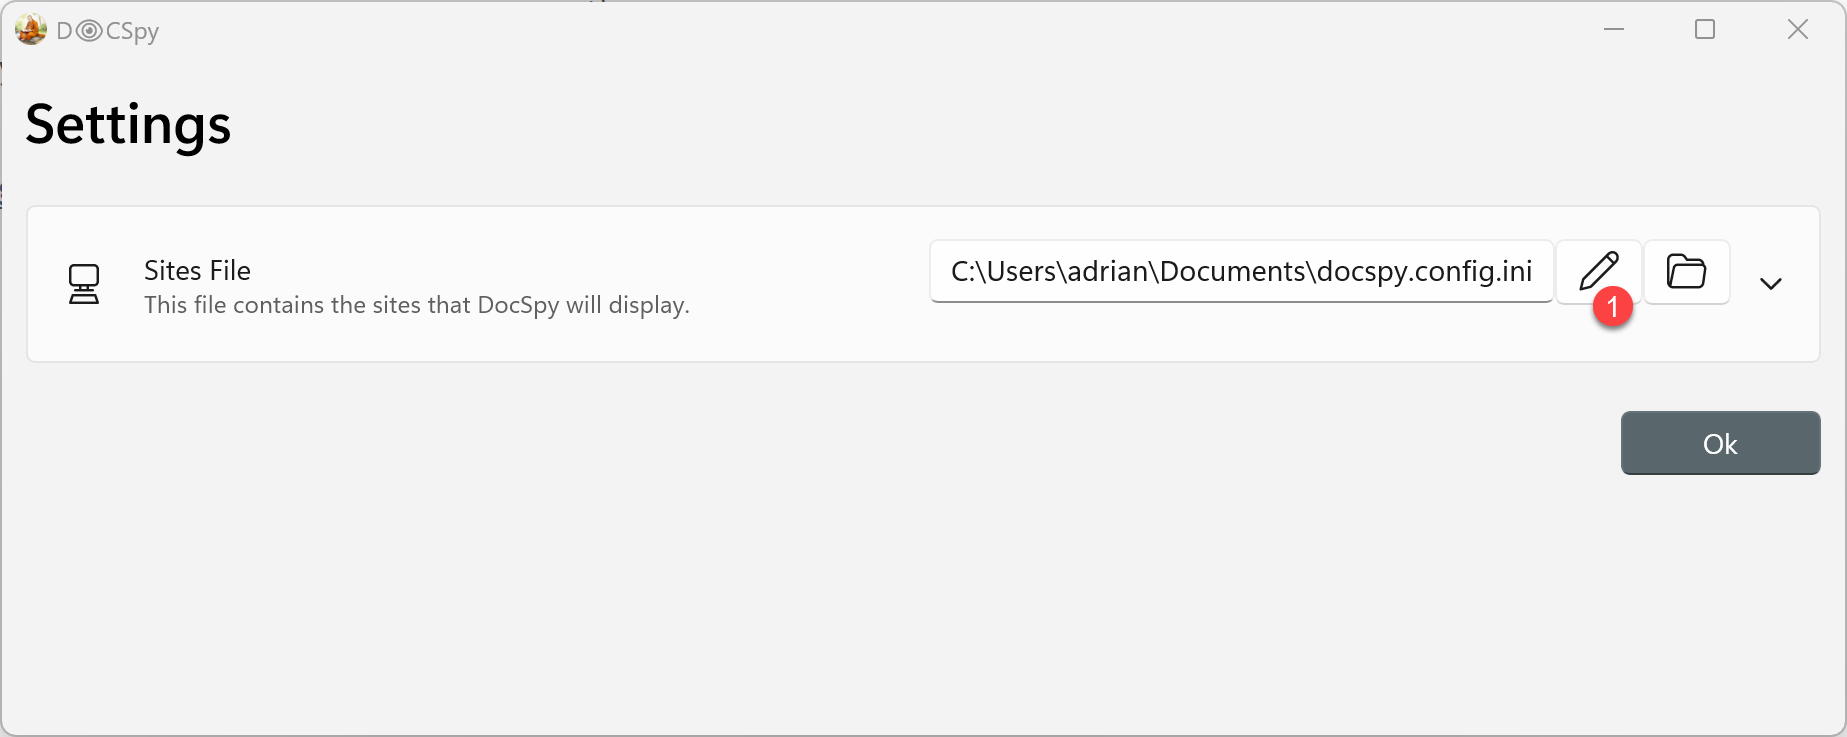 D CSpy
Settings
Sites File
This file contains the sites that DocSpy will display.
C:\Users\adrian\Documents\docspy.config.ini
1
Ok